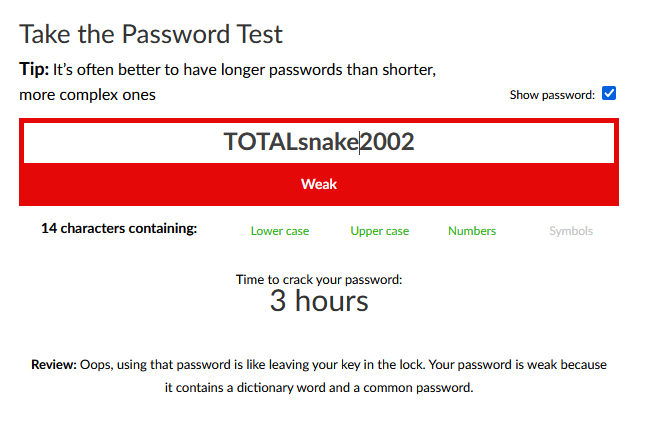 Take the Password Test
Tip: It's often better to have longer passwords than shorter,
more complex ones
Show password:
TOTALsnake2002
Weak
14 characters containing:
Lower case
Upper case
Numbers
Symbols
Time to crack your password:
3 hours
Review: Oops, using that password is like leaving your key in the lock. Your password is weak because
it contains a dictionary word and a common password.